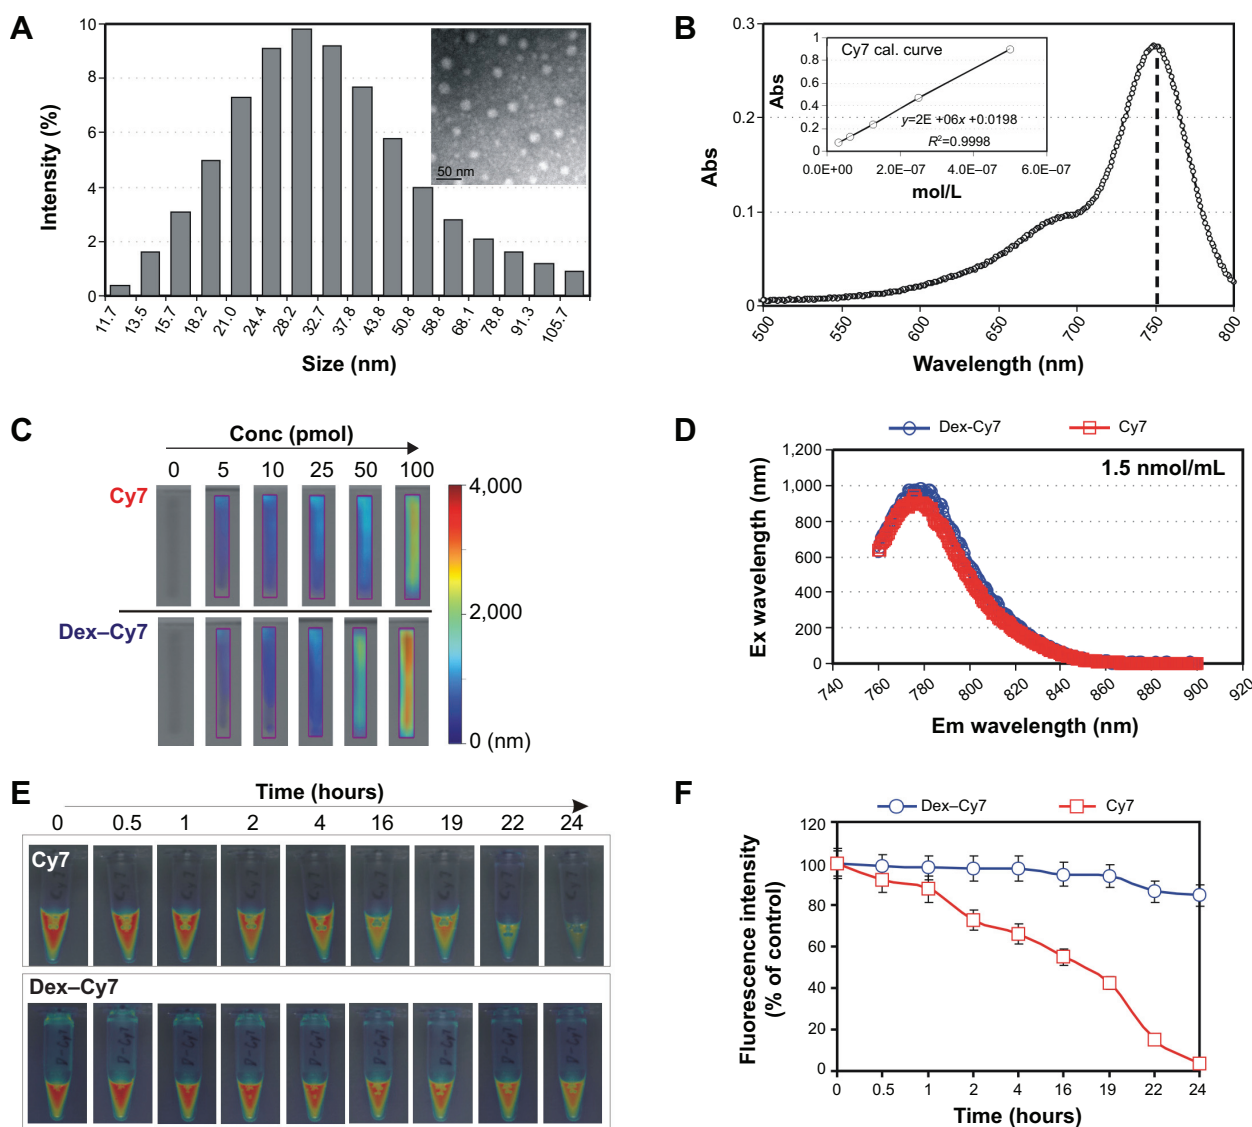 A
Intensity (%)
10
8
6
4
2
0
50 nm
11.7
13.5
15.7
18.2
21.0
24.4
28.2
32.7
37.8
43.8
50.8
58.8
68.1
78.8
91.3
105.7
Size (nm)
B
Abs
0.3
0.2
0.1
0
Cy7 cal. curve
Abs
1
0.8
0.6
0.4
0.2
0
y=2E +06x +0.0198
R²=0.9998
0.0E+00
2.0E–07
4.0E–07
6.0E–07
mol/L
500
550
600
650
700
750
800
Wavelength (nm)
C
Conc (pmol)
0 5 10 25 50 100
Cy7
Dex–Cy7
4,000
2,000
0 (nm)
D
Dex-Cy7
Cy7
1.5 nmol/mL
Ex wavelength (nm)
1,200
1,000
800
600
400
200
0
740
760
780
800
820
840
860
880
900
920
Em wavelength (nm)
E
Time (hours)
0 0.5 1 2 4 16 19 22 24
Cy7
Dex–Cy7
F
Dex–Cy7
Cy7
Fluorescence intensity
(% of control)
120
100
80
60
40
20
0
0 0.5 1 2 4 16 19 22 24
Time (hours)